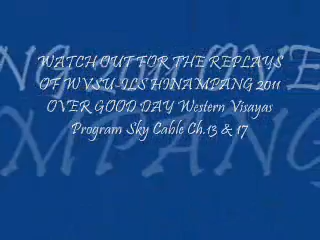 WATCH OUT FOR THE REPLAYS
OF WVSU-ILS HINAMPANG 2011
OVER GOOD DAY Western Visayas
Program Sky Cable Ch.13 & 17